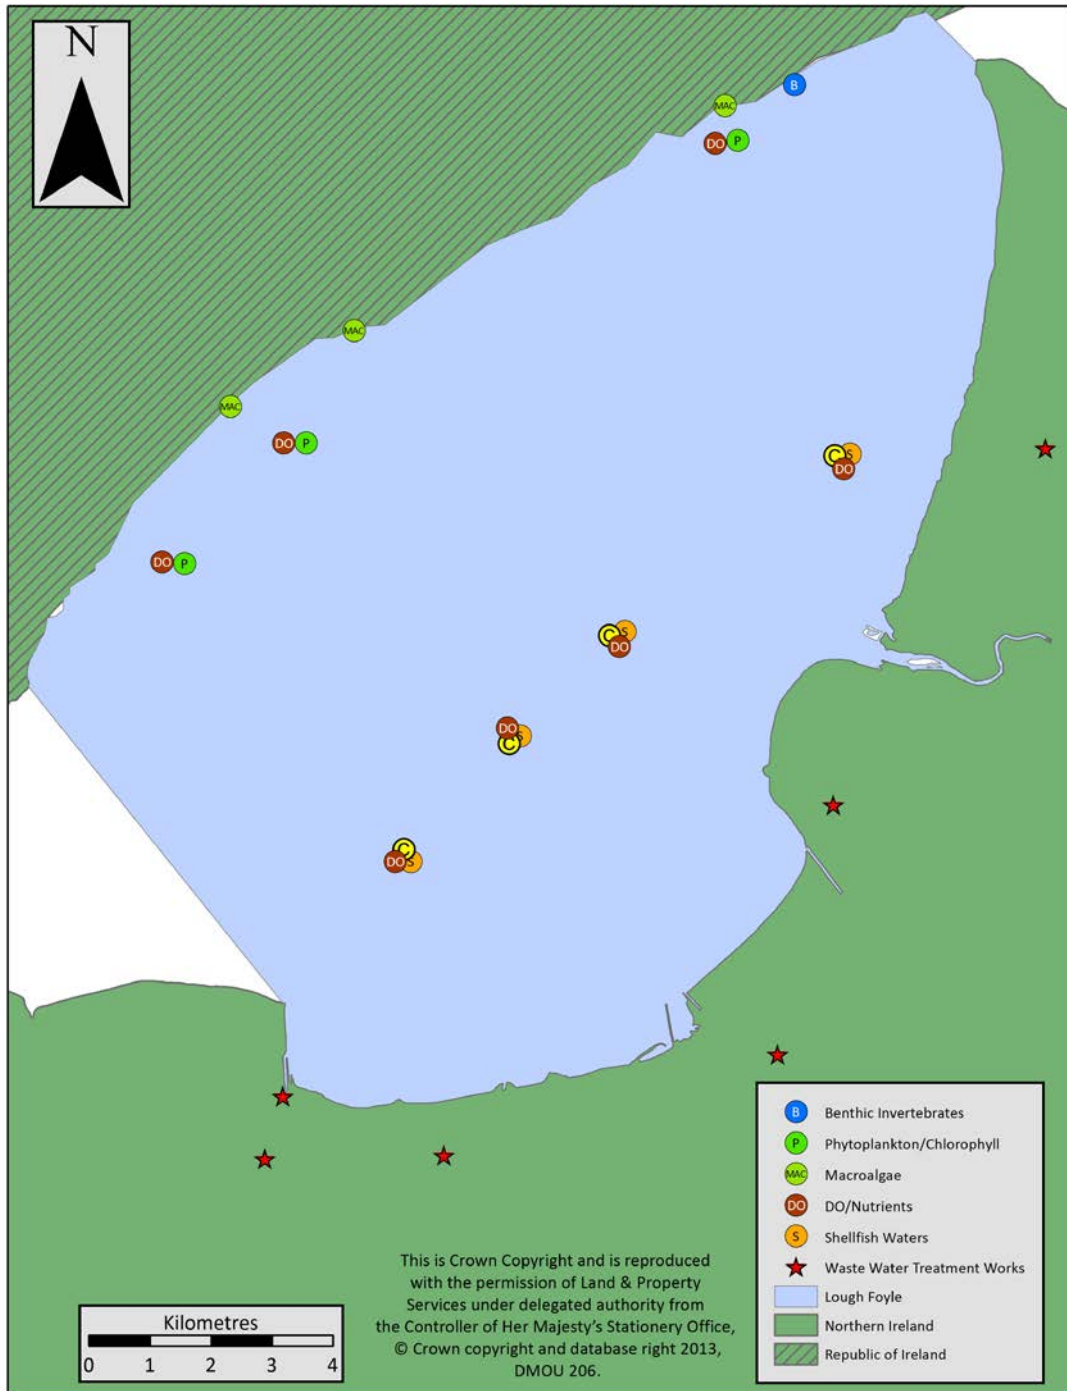 N
B
MAC
DO P
MAC
MAC
DO P
C S
DO
DO P
C S
DO
DO
S
C
C
DO S
B Benthic Invertebrates
P Phytoplankton/Chlorophyll
MAC Macroalgae
DO DO/Nutrients
S Shellfish Waters
Waste Water Treatment Works
Lough Foyle
Northern Ireland
Republic of Ireland
This is Crown Copyright and is reproduced
with the permission of Land & Property
Services under delegated authority from
the Controller of Her Majesty's Stationery Office,
© Crown copyright and database right 2013,
DMOU 206.
Kilometres
0 1 2 3 4